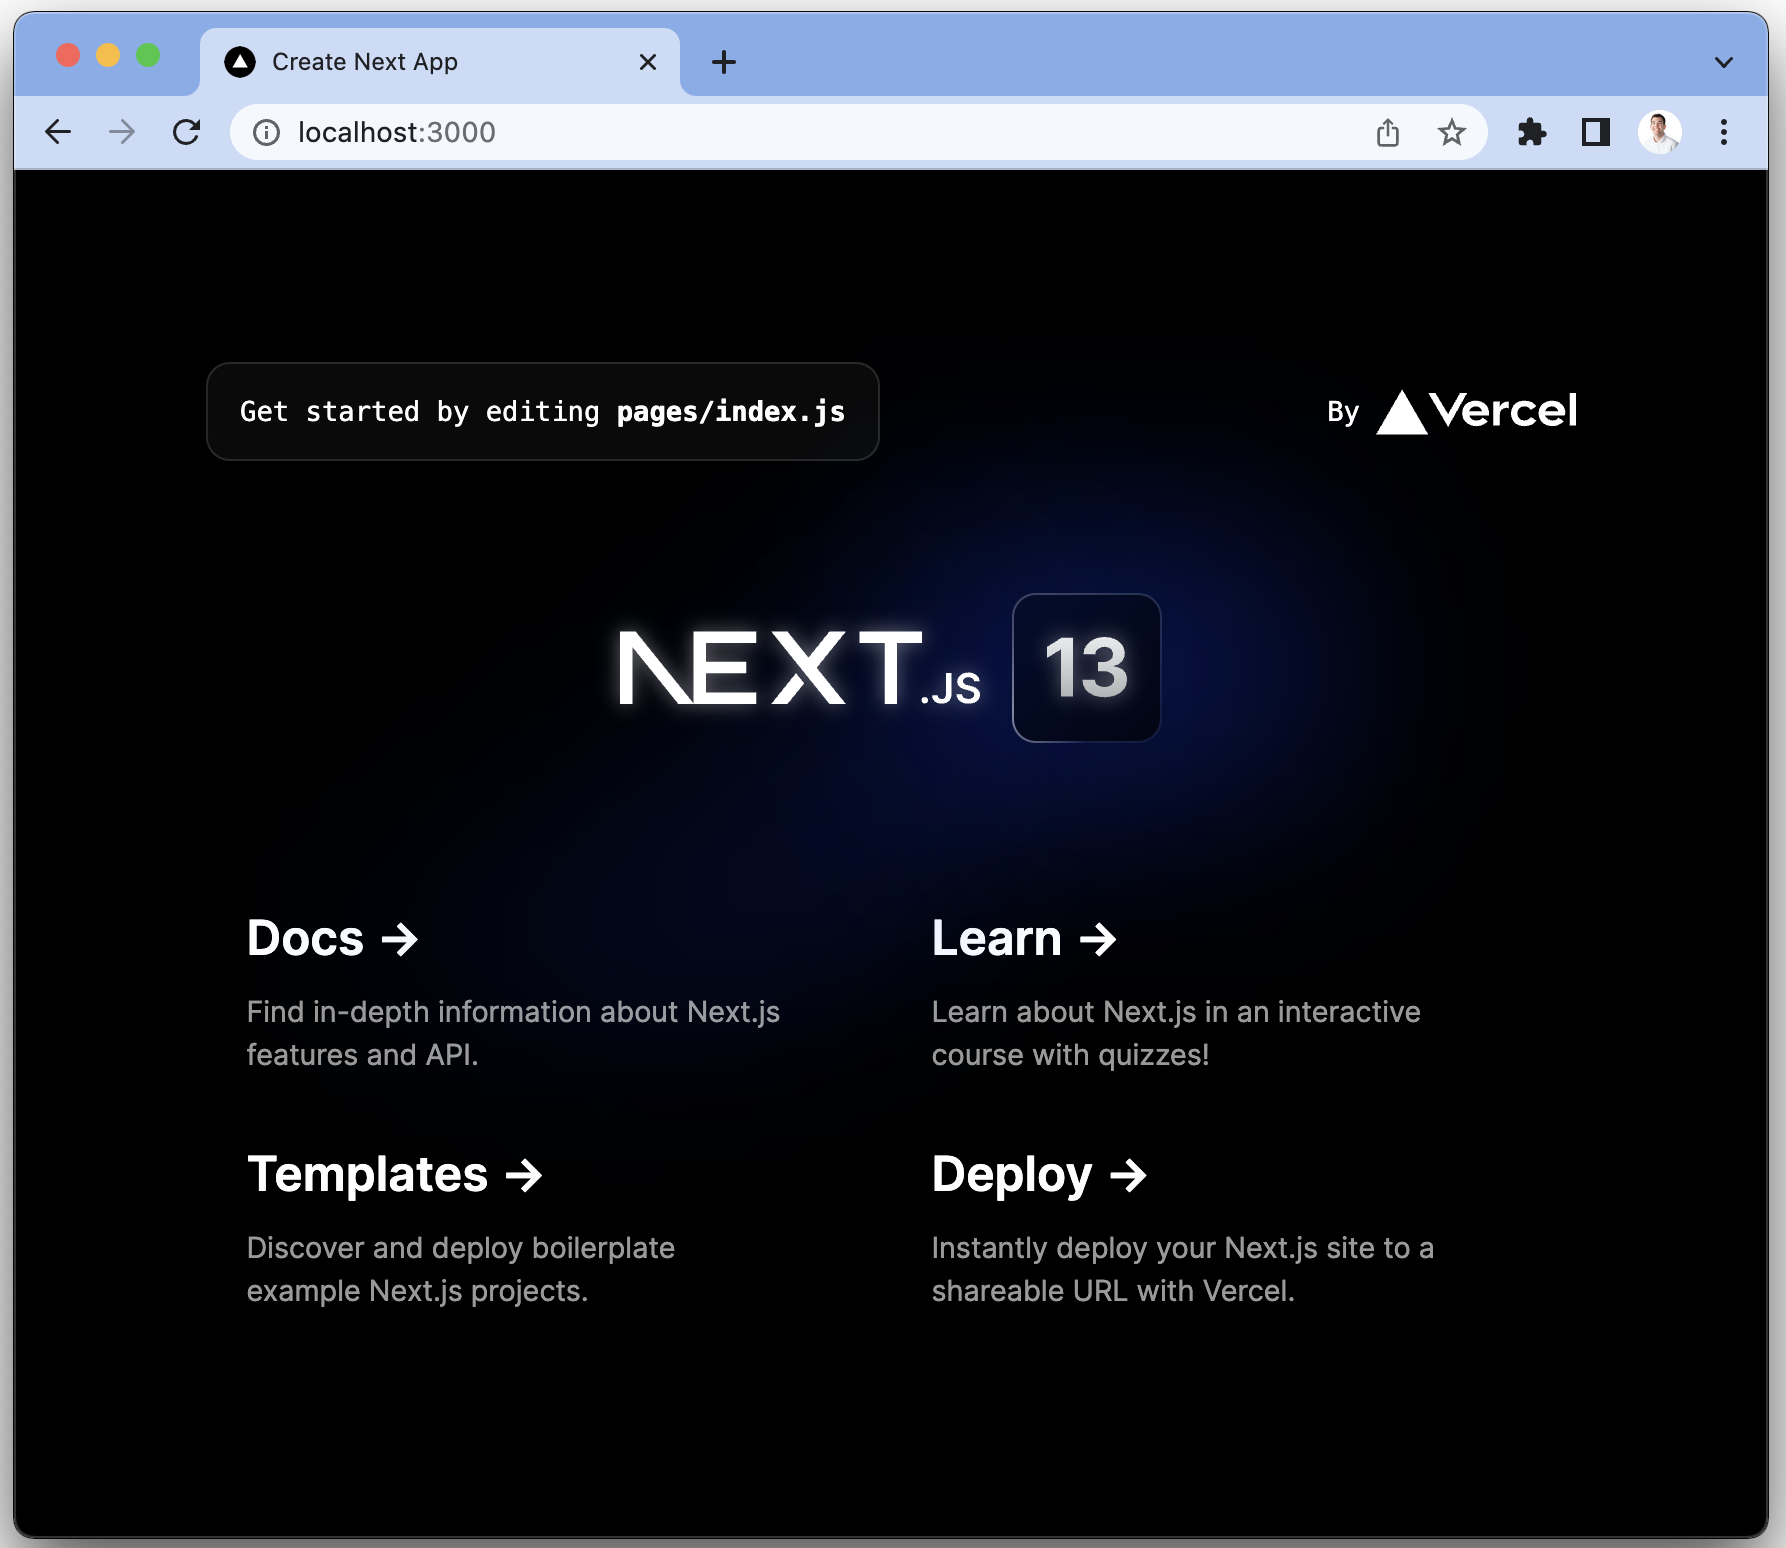 Create Next App
localhost:3000
Get started by editing pages/index.js
By Vercel
NEXT.JS 13
Docs →
Find in-depth information about Next.js
features and API.
Learn →
Learn about Next.js in an interactive
course with quizzes!
Templates →
Discover and deploy boilerplate
example Next.js projects.
Deploy →
Instantly deploy your Next.js site to a
shareable URL with Vercel.